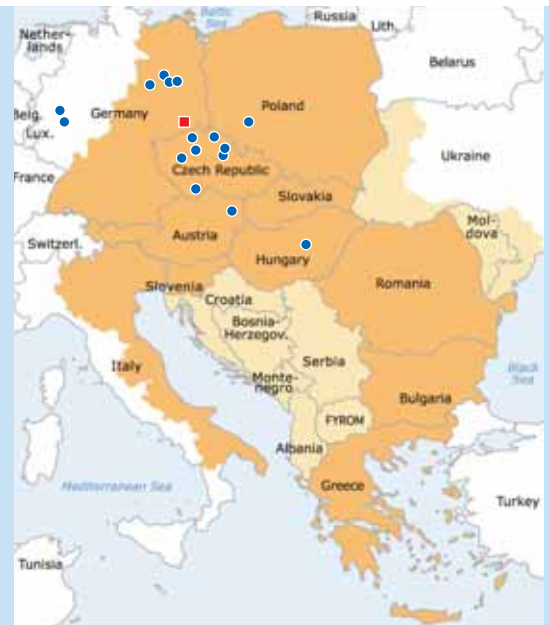 Baltic
Sea
Russia
Lith.
Nether-
lands
Belarus
Poland
Germany
Belg.
Lux.
Ukraine
Czech Republic
France
Slovakia
Mol-
dova
Austria
Switzerl.
Hungary
Romania
Slovenia
Croatia
Bosnia-
Herzegov.
Serbia
Italy
Black
Sea
Monte-
negro
Bulgaria
FYROM
Albania
Mediterranean Sea
Greece
Turkey
Tunisia